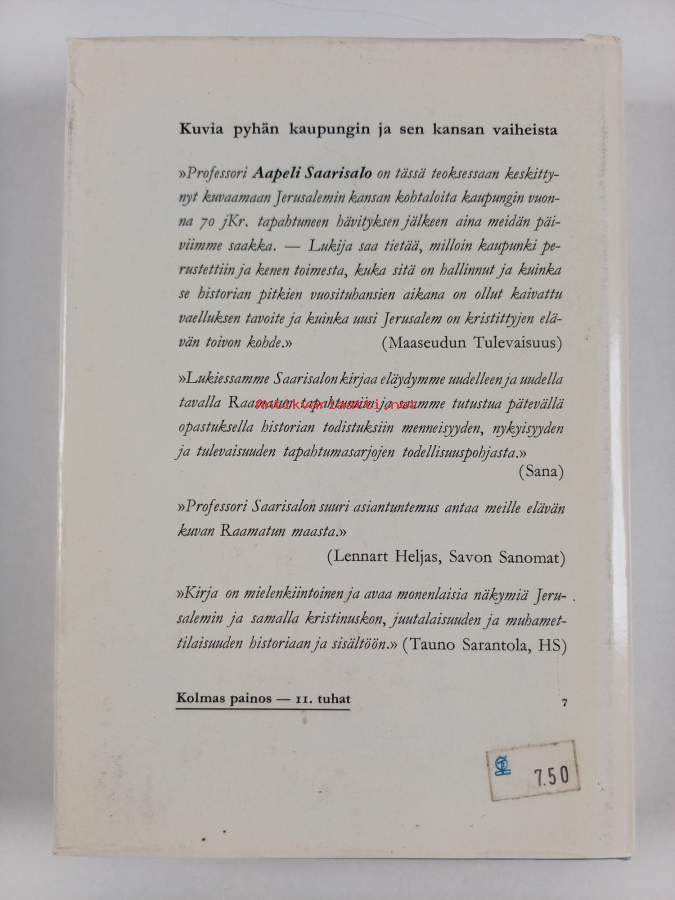 Kuvia pyhän kaupungin ja sen kansan vaiheista
»Professori Aapeli Saarisalo on tässä teoksessaan keskitty-
nyt kuvaamaan Jerusalemin kansan kohtaloita kaupungin vuon-
na 70 jKr. tapahtuneen hävityksen jälkeen aina meidän päi-
viimme saakka. — Lukija saa tietää, milloin kaupunki pe-
rustettiin ja kenen toimesta, kuka sitä on hallinnut ja kuinka
se historian pitkien vuosituhansien aikana on ollut kaivattu
vaelluksen tavoite ja kuinka uusi Jerusalem on kristittyjen elä-
vän toivon kohde.» (Maaseudun Tulevaisuus)
»Lukiessamme Saarisalon kirjaa eläydymme uudelleen ja uudella
tavalla Raamatun tapahtumiin ja saamme tutustua pätevällä
opastuksella historian todistuksiin menneisyyden, nykyisyyden
ja tulevaisuuden tapahtumasarjojen todellisuuspohjasta.»
(Sana)
»Professori Saarisalon suuri asiantuntemus antaa meille elävän
kuvan Raamatun maasta.»
(Lennart Heljas, Savon Sanomat)
»Kirja on mielenkiintoinen ja avaa monenlaisia näkymiä Jeru-
salemin ja samalla kristinuskon, juutalaisuuden ja muhamet-
tilaisuuden historiaan ja sisältöön.» (Tauno Sarantola, HS)
Kolmas painos — 11. tuhat 7
7.50